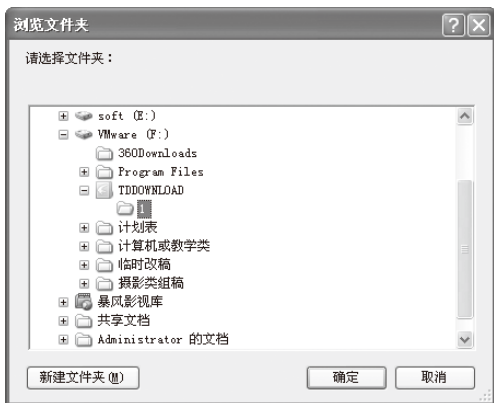 浏览文件夹
请选择文件夹：
soft (E:)
VMware (F:)
360Downloads
Program Files
TDDOWNLOAD
1
计划表
计算机或教学类
临时改稿
摄影类组稿
暴风影视库
共享文档
Administrator 的文档
新建文件夹(M)
确定
取消